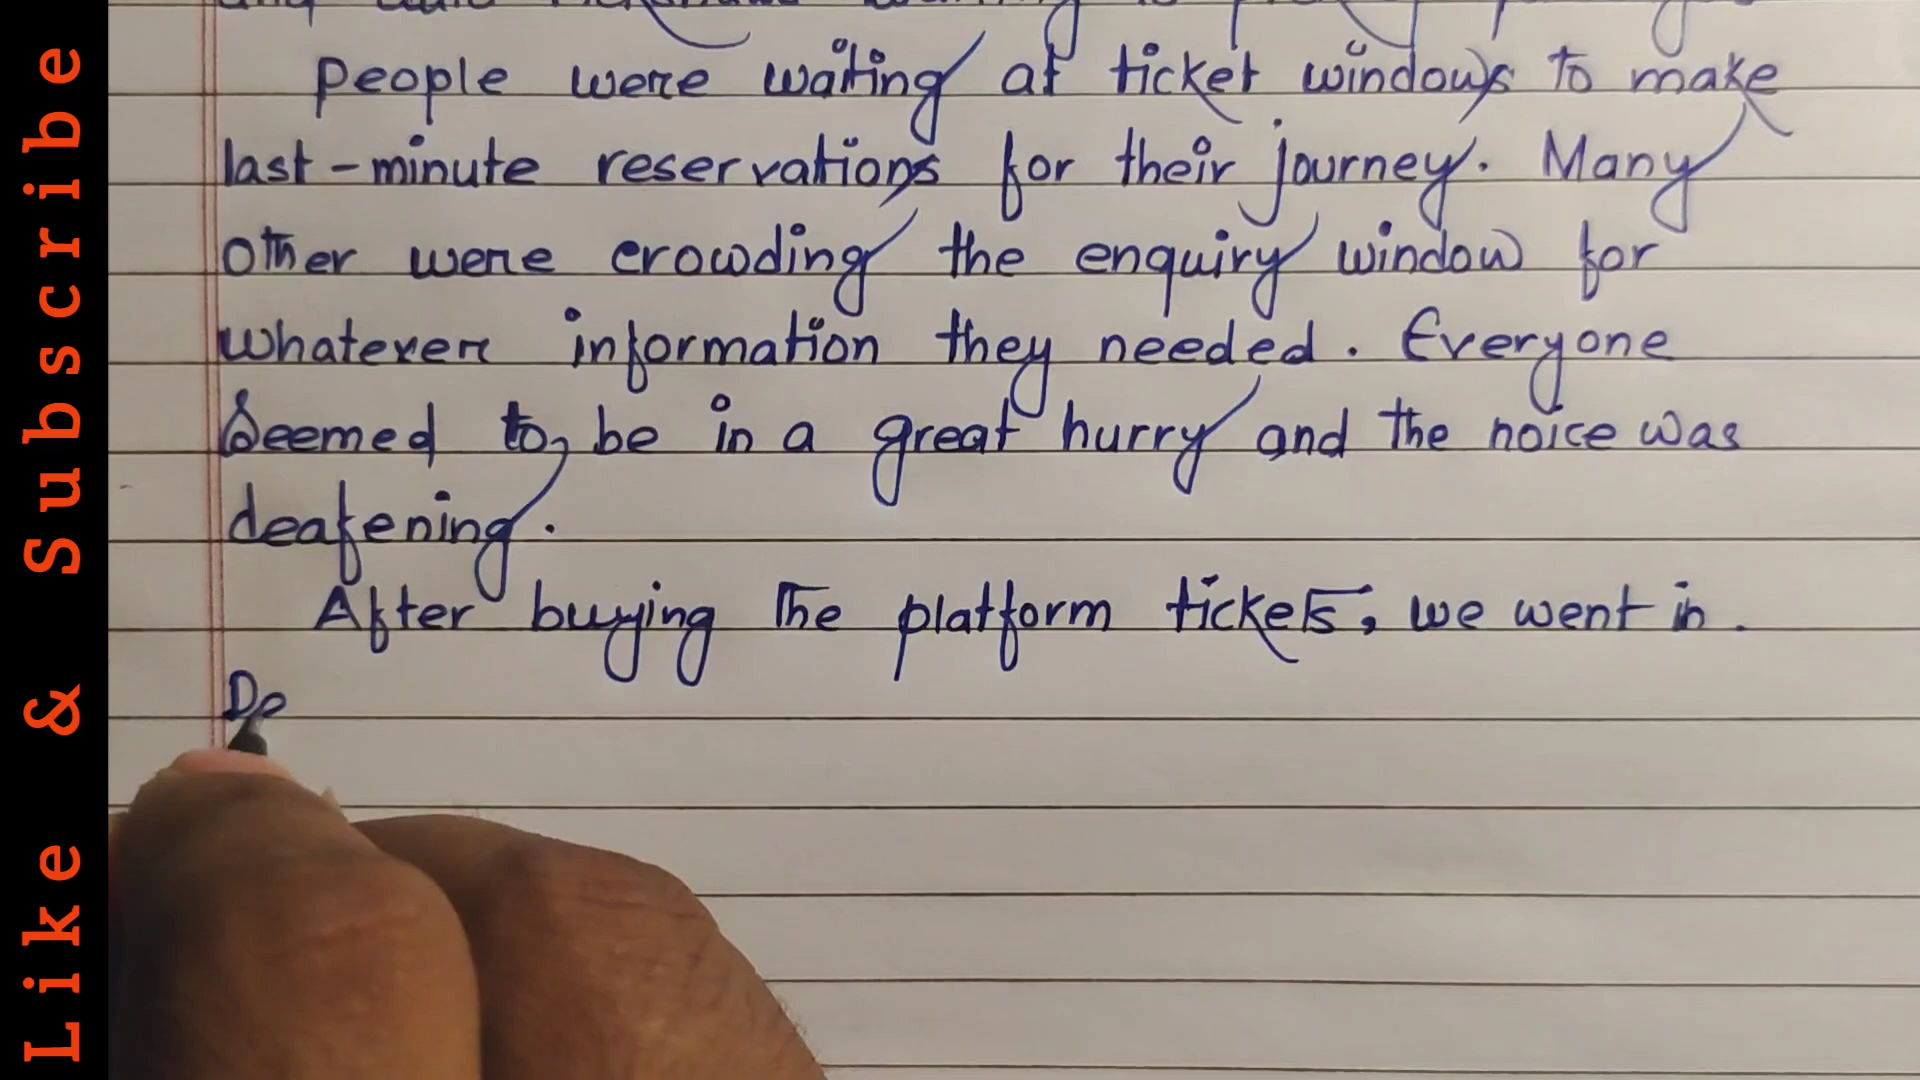 people were waiting at ticket windows to make
last-minute reservations for their journey. Many
other were crowding the enquiry window for
whatever information they needed. Everyone
Seemed to be in a great hurry and the noice was
deafening.
After buying the platform tickets, we went in.
De
Like & Subscribe